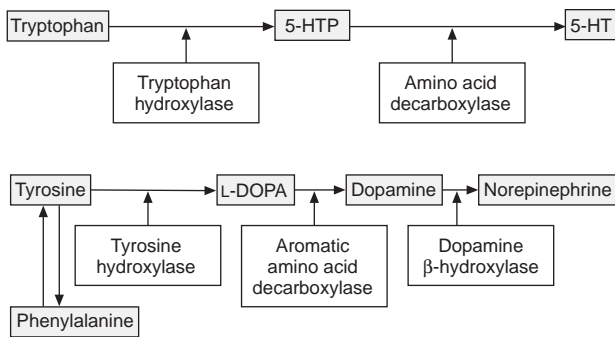 Tryptophan
5-HTP
5-HT
Tryptophan
hydroxylase
Amino acid
decarboxylase
Tyrosine
L-DOPA
Dopamine
Norepinephrine
Tyrosine
hydroxylase
Aromatic
amino acid
decarboxylase
Dopamine
β-hydroxylase
Phenylalanine